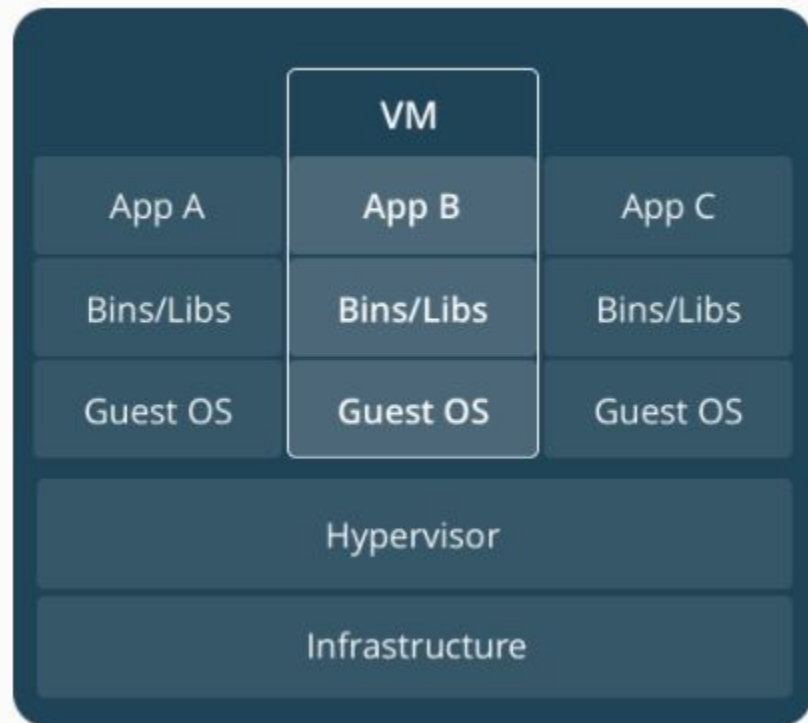 VM
App A App B App C
Bins/Libs Bins/Libs Bins/Libs
Guest OS Guest OS Guest OS
Hypervisor
Infrastructure